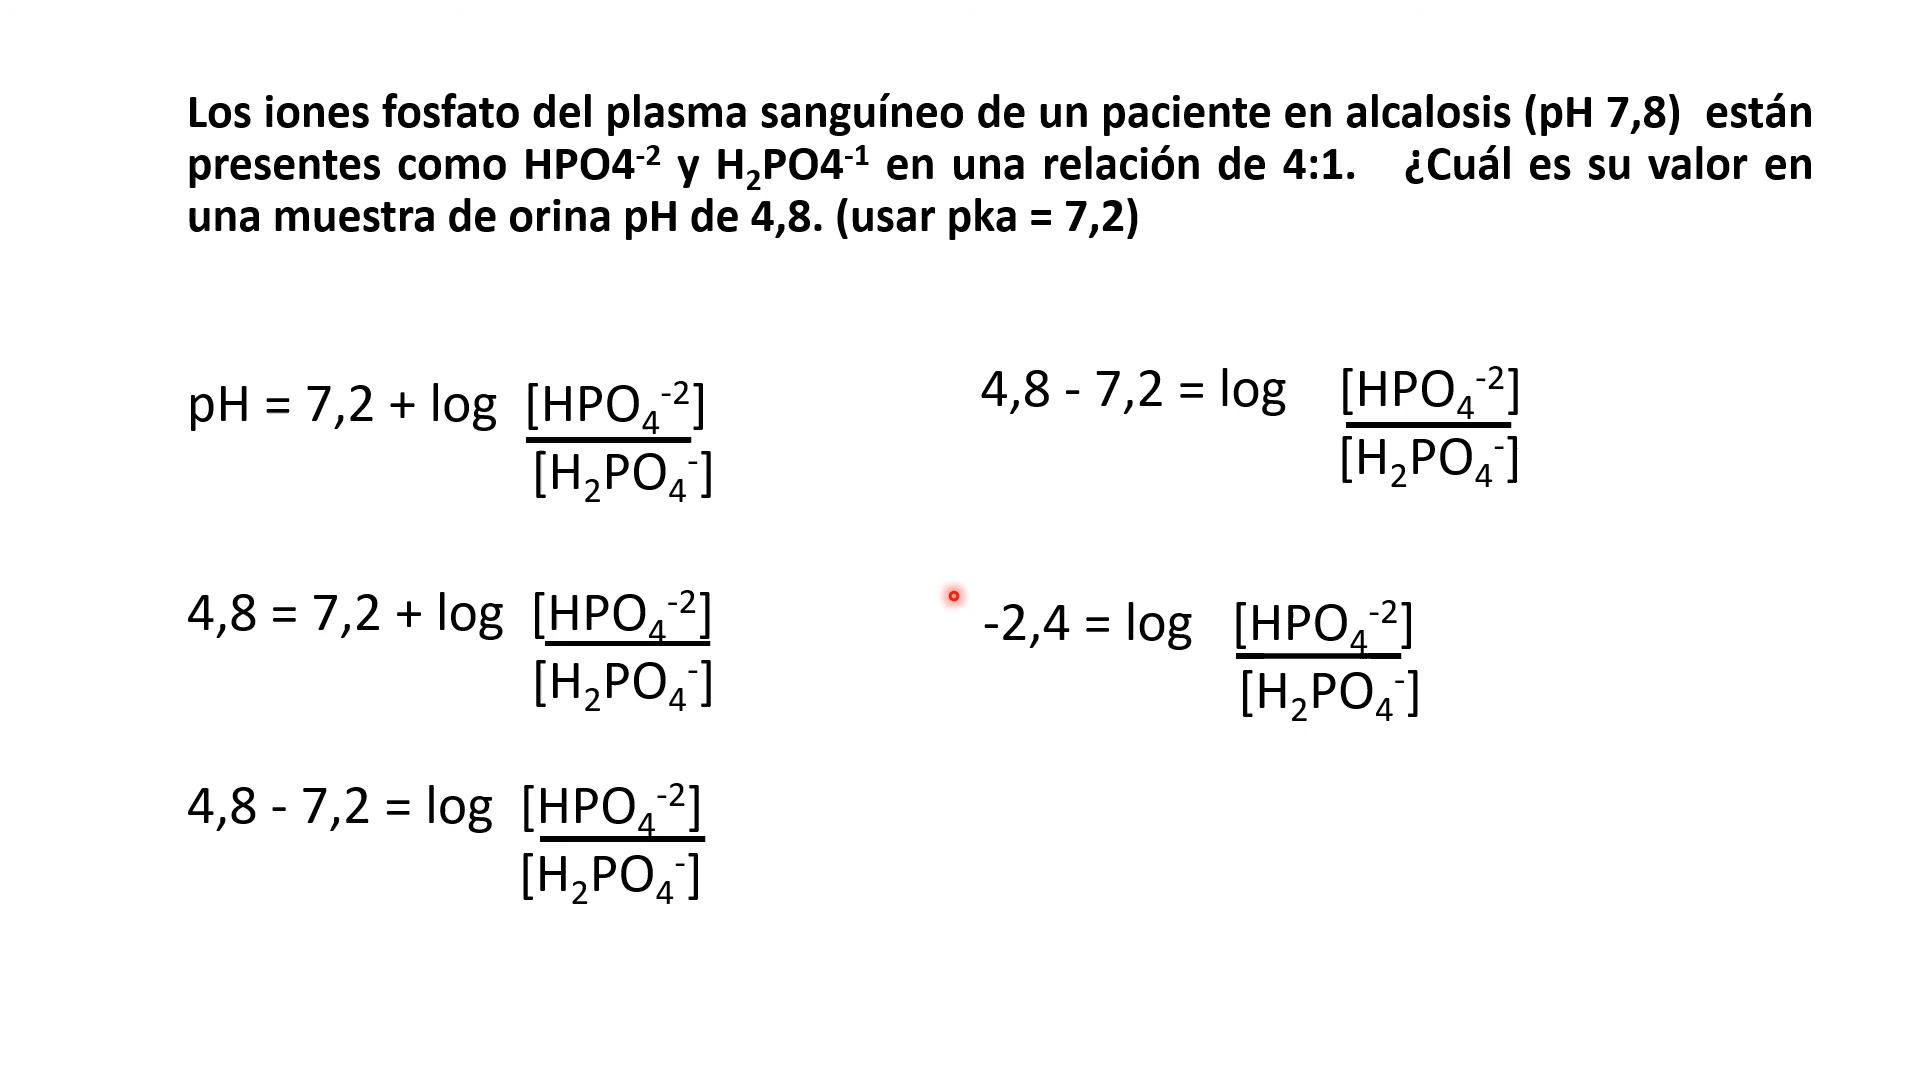 Los iones fosfato del plasma sanguíneo de un paciente en alcalosis (pH 7,8) están
presentes como HPO4⁻² y H₂PO4⁻¹ en una relación de 4:1. ¿Cuál es su valor en
una muestra de orina pH de 4,8. (usar pka = 7,2)
pH = 7,2 + log [HPO₄⁻²]
[H₂PO₄⁻]
4,8 = 7,2 + log [HPO₄⁻²]
[H₂PO₄⁻]
4,8 - 7,2 = log [HPO₄⁻²]
[H₂PO₄⁻]
4,8 - 7,2 = log [HPO₄⁻²]
[H₂PO₄⁻]
-2,4 = log [HPO₄⁻²]
[H₂PO₄⁻]